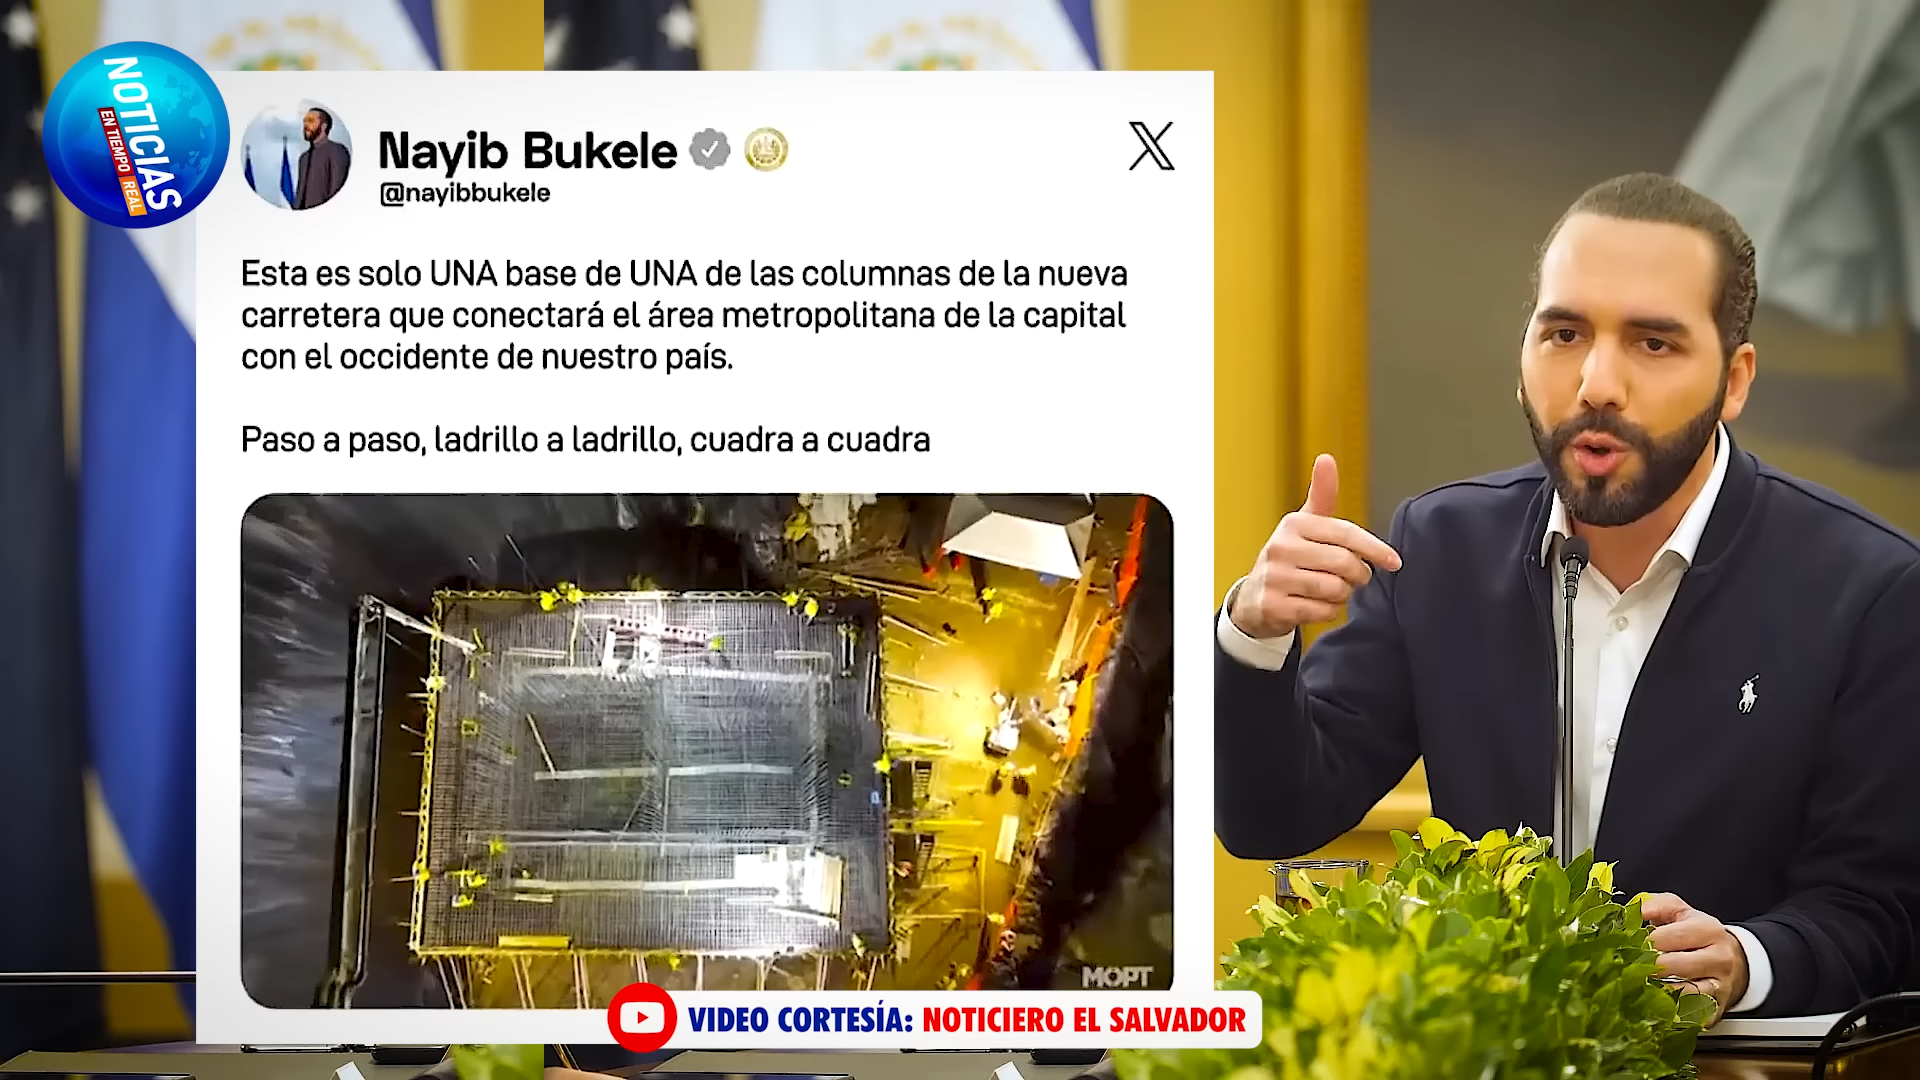 NOTICIAS
EN TIEMPO REAL
Nayib Bukele
@nayibbukele
Esta es solo UNA base de UNA de las columnas de la nueva
carretera que conectará el área metropolitana de la capital
con el occidente de nuestro país.
Paso a paso, ladrillo a ladrillo, cuadra a cuadra
MOPT
VIDEO CORTESÍA: NOTICIERO EL SALVADOR